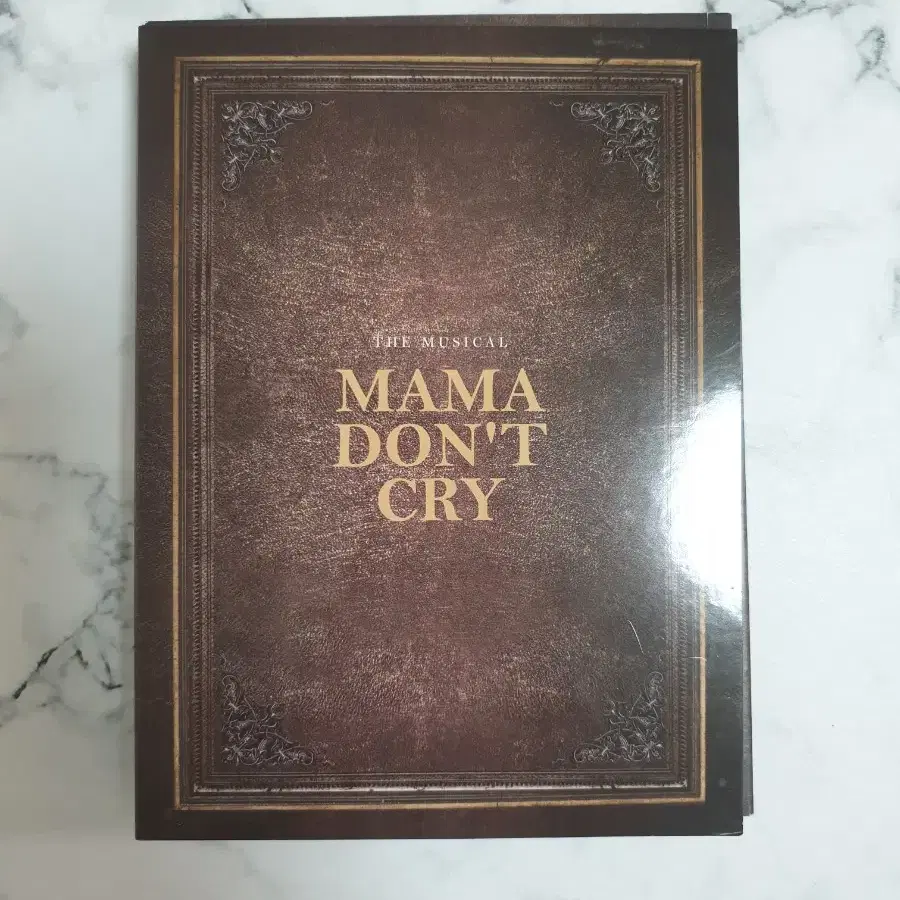 THE MUSICAL
MAMA
DON'T
CRY